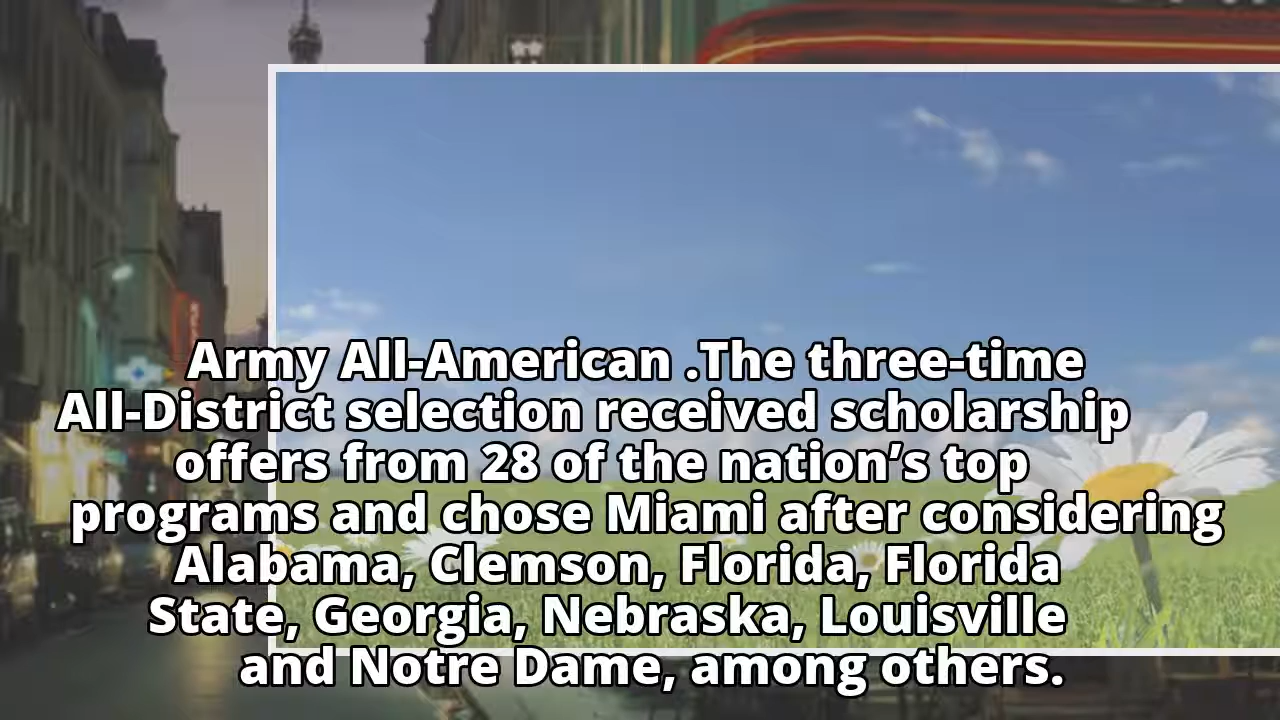 Army All-American .The three-time
All-District selection received scholarship
offers from 28 of the nation’s top
programs and chose Miami after considering
Alabama, Clemson, Florida, Florida
State, Georgia, Nebraska, Louisville
and Notre Dame, among others.